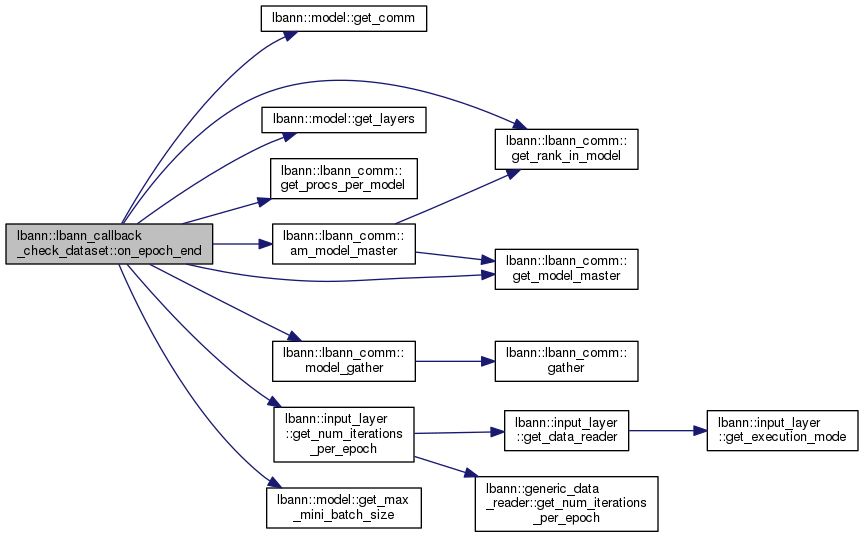 lbann::lbann_callback
_check_dataset::on_epoch_end
lbann::model::get_comm
lbann::model::get_layers
lbann::lbann_comm::
get_procs_per_model
lbann::lbann_comm::
am_model_master
lbann::lbann_comm::
model_gather
lbann::input_layer
::get_num_iterations
_per_epoch
lbann::model::get_max
_mini_batch_size
lbann::lbann_comm::
get_rank_in_model
lbann::lbann_comm::
get_model_master
lbann::lbann_comm::
gather
lbann::input_layer
::get_data_reader
lbann::generic_data
_reader::get_num_iterations
_per_epoch
lbann::input_layer
::get_execution_mode